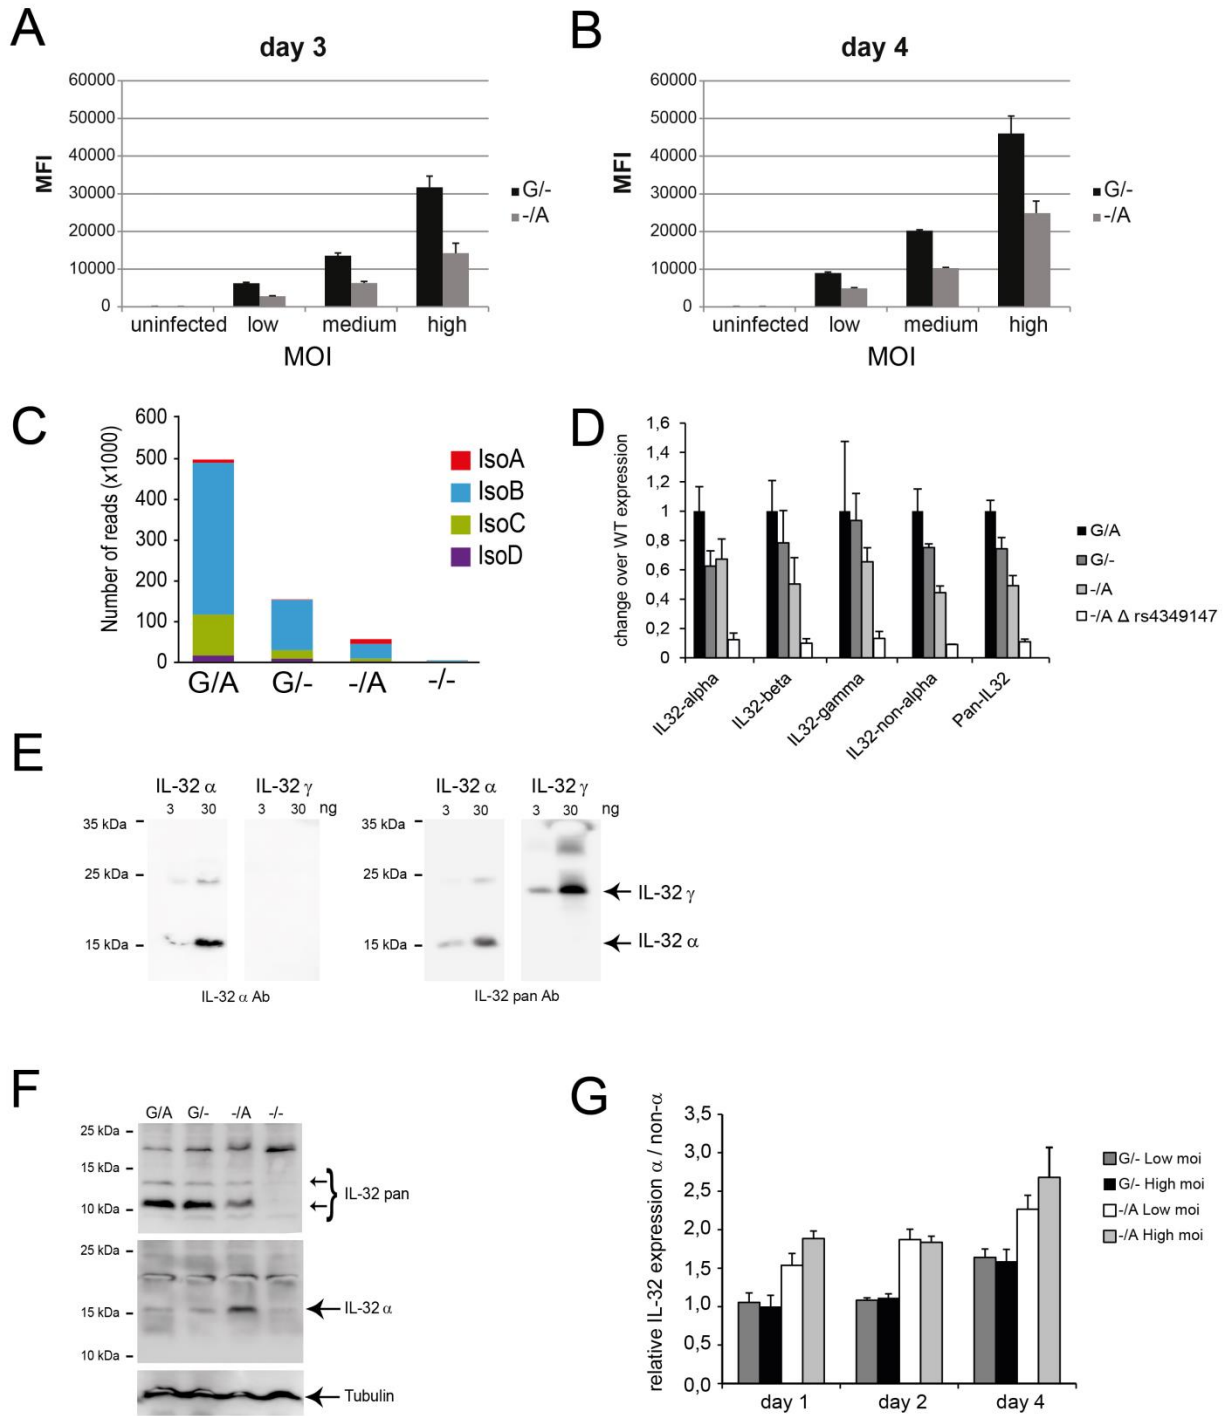 A
day 3
60000
50000
40000
30000
20000
10000
0
MFI
uninfected low medium high
MOI
G/-
-/A
B
day 4
60000
50000
40000
30000
20000
10000
0
MFI
uninfected low medium high
MOI
G/-
-/A
C
Number of reads (x1000)
600
500
400
300
200
100
0
G/A G/- -/A -/-
IsoA
IsoB
IsoC
IsoD
D
change over WT expression
1,6
1,4
1,2
1
0,8
0,6
0,4
0,2
0
IL32-alpha
IL32-beta
IL32-gamma
IL32-non-alpha
Pan-IL32
G/A
G/-
-/A
-/A Δ rs4349147
E
IL-32 α IL-32 γ
3 30 3 30 ng
35 kDa
25 kDa
15 kDa
IL-32 α Ab
IL-32 α IL-32 γ
3 30 3 30 ng
35 kDa
25 kDa
15 kDa
IL-32 γ
IL-32 α
IL-32 pan Ab
F
G/A G/- -/A -/-
25 kDa
15 kDa
10 kDa
IL-32 pan
25 kDa
15 kDa
10 kDa
IL-32 α
Tubulin
G
relative IL-32 expression α / non-α
3,5
3,0
2,5
2,0
1,5
1,0
0,5
0,0
day 1 day 2 day 4
G/- Low moi
G/- High moi
-/A Low moi
-/A High moi